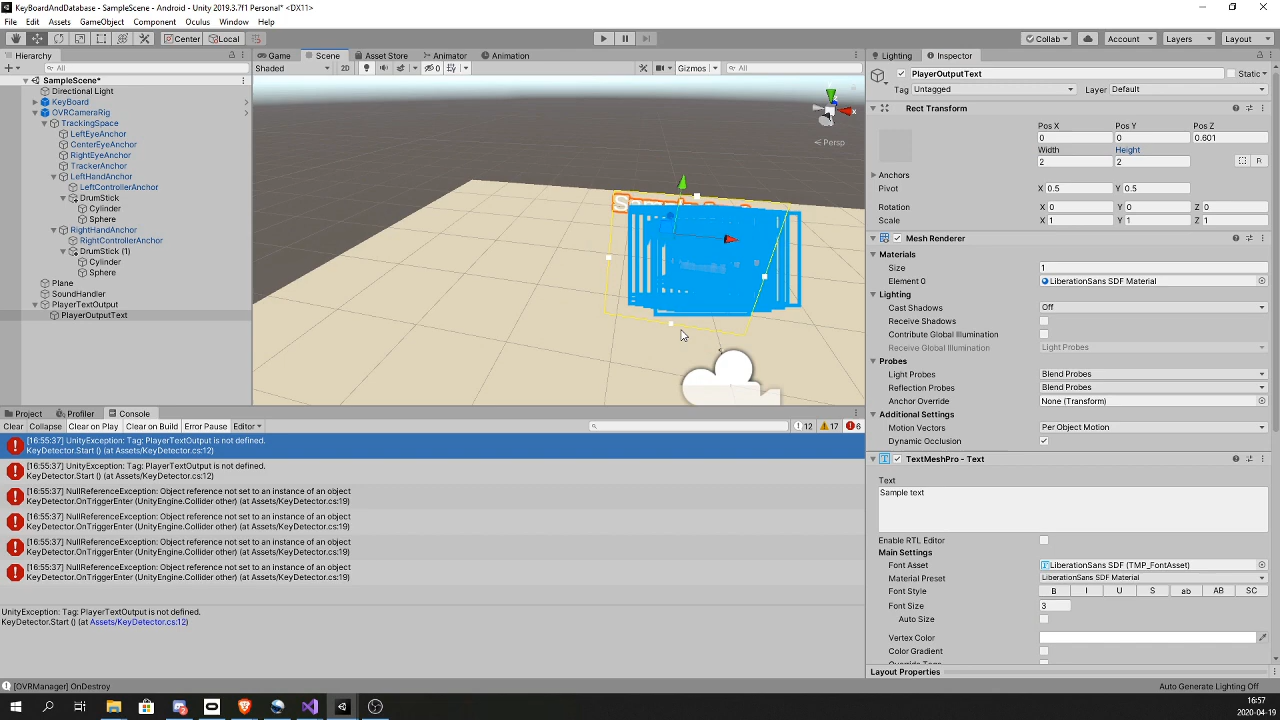 KeyBoardAndDatabase - SampleScene - Android - Unity 2019.3.7f1 Personal* <DX11>
File Edit Assets GameObject Component Oculus Window Help
Center Local Collab Account Layers Layout
Hierarchy Game Scene Asset Store Animator Animation Lighting Inspector
All Shaded 2D 0 Gizmos All
PlayerOutputText Static
Tag Untagged Layer Default
SampleScene*
Directional Light
KeyBoard
OVRCameraRig
TrackingSpace
LeftEyeAnchor
CenterEyeAnchor
RightEyeAnchor
TrackerAnchor
LeftHandAnchor
LeftControllerAnchor
DrumStick
Cylinder
Sphere
RightHandAnchor
RightControllerAnchor
DrumStick (1)
Cylinder
Sphere
Plane
SoundHandler
PlayerTextOutput
PlayerOutputText
Persp
Rect Transform
Pos X Pos Y Pos Z
0 0 0.601
Width Height
2 2 R
Anchors
Pivot X 0.5 Y 0.5
Rotation X 0 Y 0 Z 0
Scale X 1 Y 1 Z 1
Mesh Renderer
Materials
Size 1
Element 0 LiberationSans SDF Material
Lighting
Cast Shadows Off
Receive Shadows
Contribute Global Illumination
Receive Global Illumination Light Probes
Probes
Light Probes Blend Probes
Reflection Probes Blend Probes
Anchor Override None (Transform)
Additional Settings
Motion Vectors Per Object Motion
Dynamic Occlusion
TextMeshPro - Text
Text
Sample text
Enable RTL Editor
Main Settings
Font Asset LiberationSans SDF (TMP_FontAsset)
Material Preset LiberationSans SDF Material
Font Style B I U S ab AB SC
Font Size 3
Auto Size
Vertex Color
Color Gradient
Override Tags
Layout Properties
Project Profiler Console
Clear Collapse Clear on Play Clear on Build Error Pause Editor 12 17 6
[16:55:37] UnityException: Tag: PlayerTextOutput is not defined.
KeyDetector.Start () (at Assets/KeyDetector.cs:12)
[16:55:37] UnityException: Tag: PlayerTextOutput is not defined.
KeyDetector.Start () (at Assets/KeyDetector.cs:12)
[16:55:37] NullReferenceException: Object reference not set to an instance of an object
KeyDetector.OnTriggerEnter (UnityEngine.Collider other) (at Assets/KeyDetector.cs:19)
[16:55:37] NullReferenceException: Object reference not set to an instance of an object
KeyDetector.OnTriggerEnter (UnityEngine.Collider other) (at Assets/KeyDetector.cs:19)
[16:55:37] NullReferenceException: Object reference not set to an instance of an object
KeyDetector.OnTriggerEnter (UnityEngine.Collider other) (at Assets/KeyDetector.cs:19)
[16:55:37] NullReferenceException: Object reference not set to an instance of an object
KeyDetector.OnTriggerEnter (UnityEngine.Collider other) (at Assets/KeyDetector.cs:19)
UnityException: Tag: PlayerTextOutput is not defined.
KeyDetector.Start () (at Assets/KeyDetector.cs:12)
[OVRManager] OnDestroy Auto Generate Lighting Off
16:57
2020-04-19